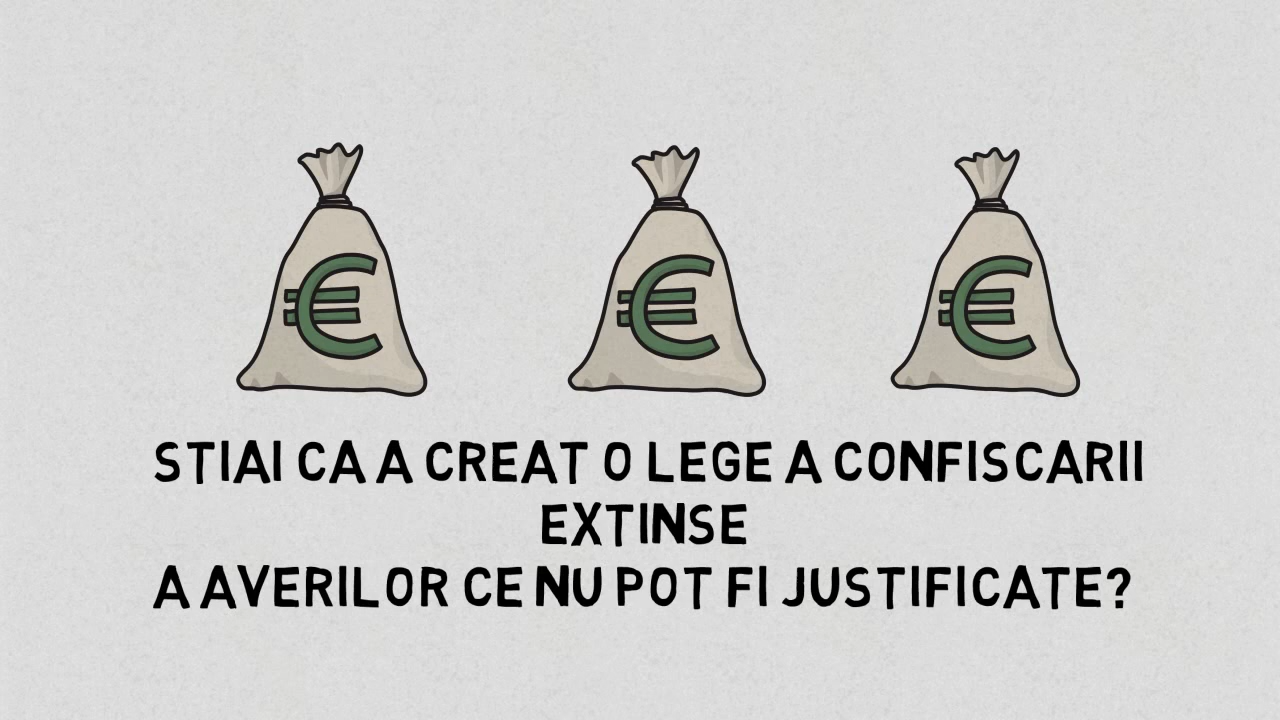 STIAI CA A CREAT O LEGE A CONFISCARII
EXTINSE
A AVERILOR CE NU POT FI JUSTIFICATE?